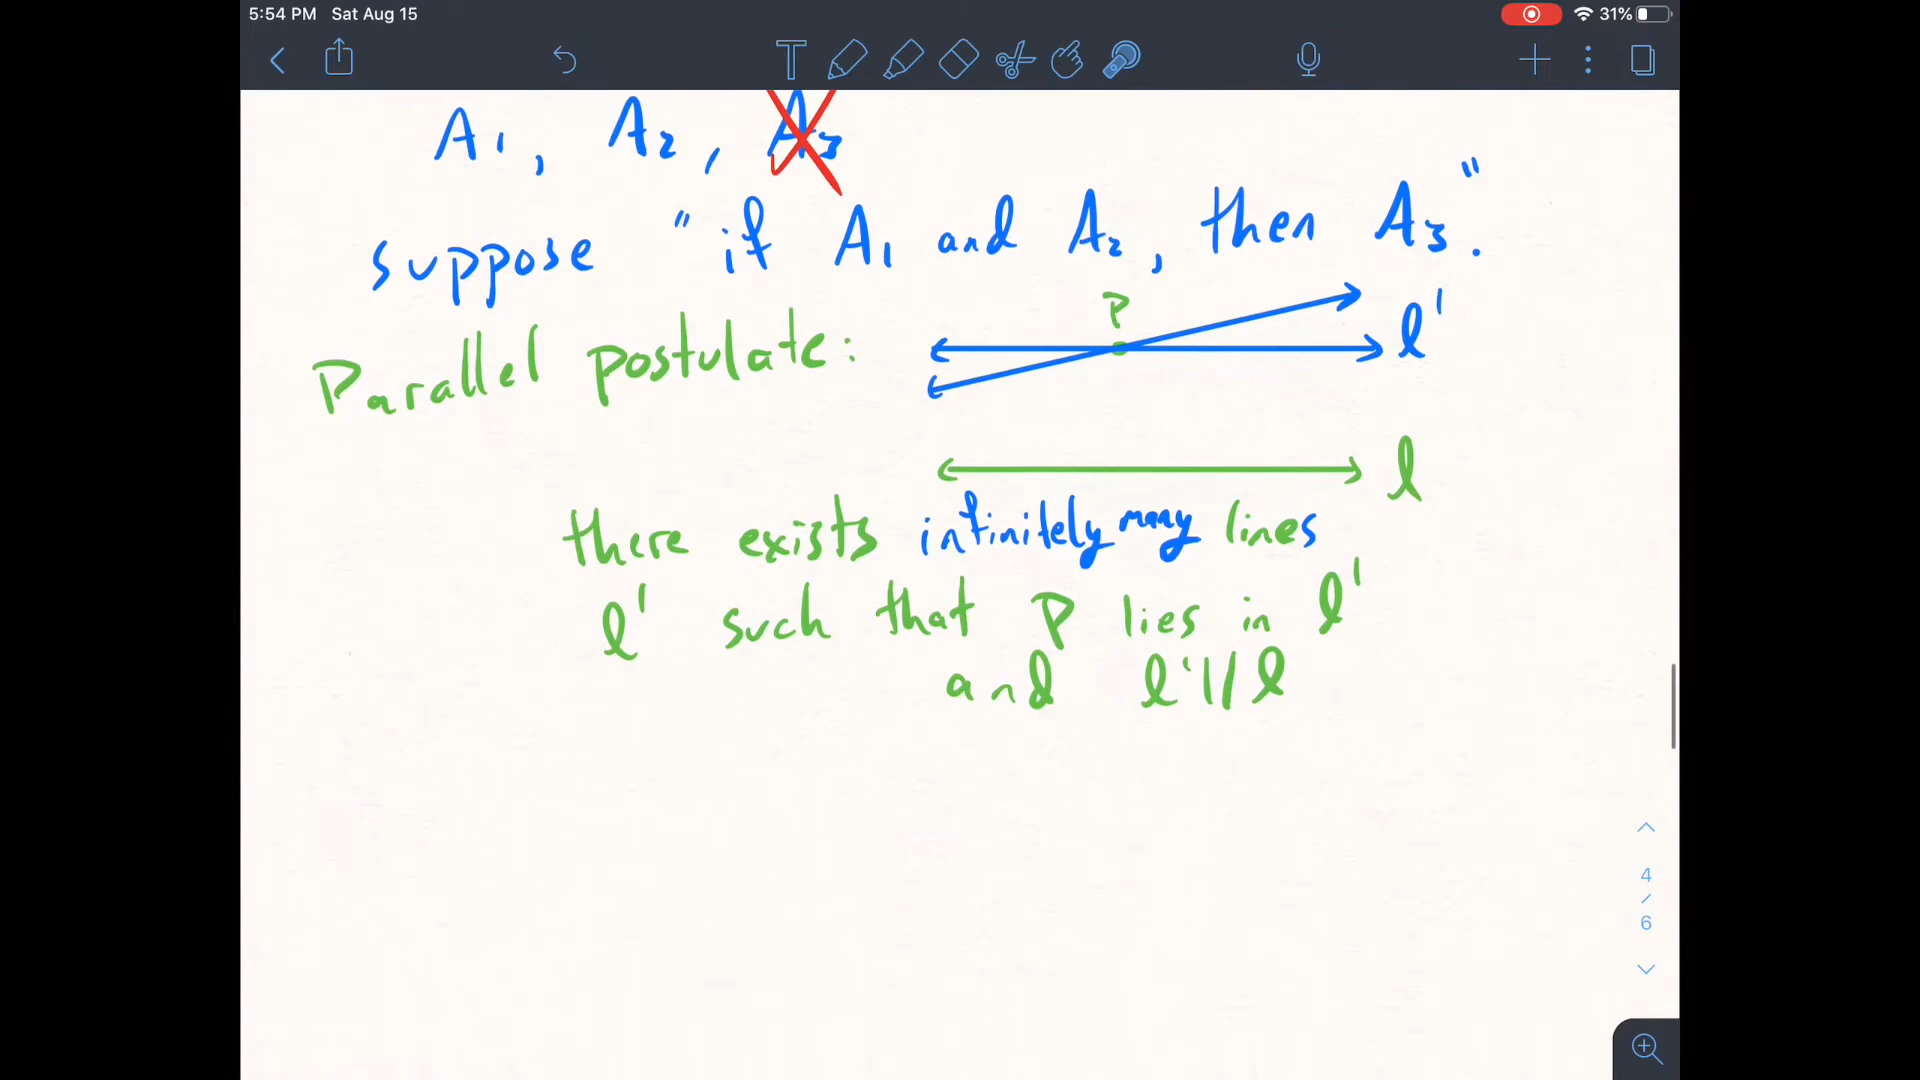 5:54 PM Sat Aug 15
31%
T
A1, A2, A3
suppose "if A1 and A2, then A3."
P
l'
Parallel postulate:
l
there exists infinitely many lines
l' such that P lies in l'
and l' || l
4
/
6